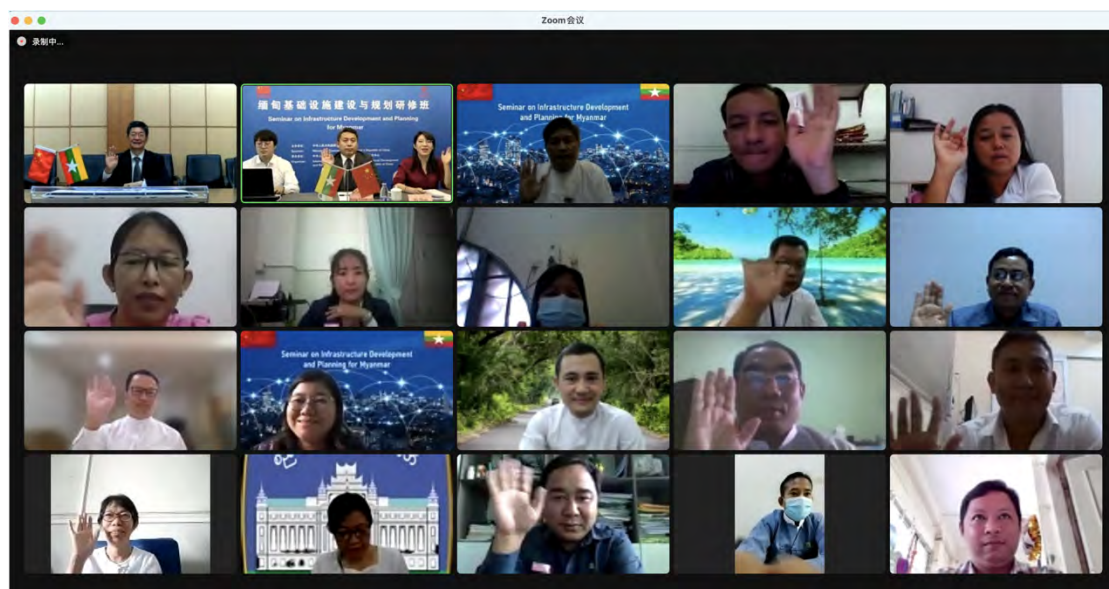 Zoom会议
录制中...
缅甸基础设施建设与规划研修班
Seminar on Infrastructure Development and Planning
for Myanmar
Seminar on Infrastructure Development
and Planning for Myanmar
Seminar on Infrastructure Development
and Planning for Myanmar